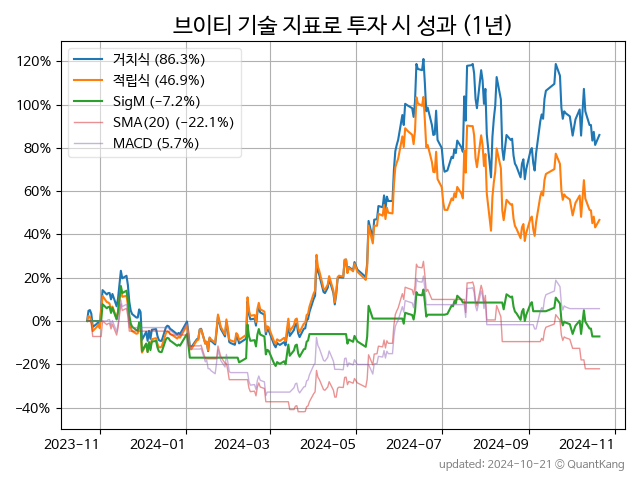 브이티 기술 지표로 투자 시 성과 (1년)
거치식 (86.3%)
적립식 (46.9%)
SigM (−7.2%)
SMA(20) (−22.1%)
MACD (5.7%)
120%
100%
80%
60%
40%
20%
0%
−20%
−40%
2023-11 2024-01 2024-03 2024-05 2024-07 2024-09 2024-11
updated: 2024-10-21 © QuantKang